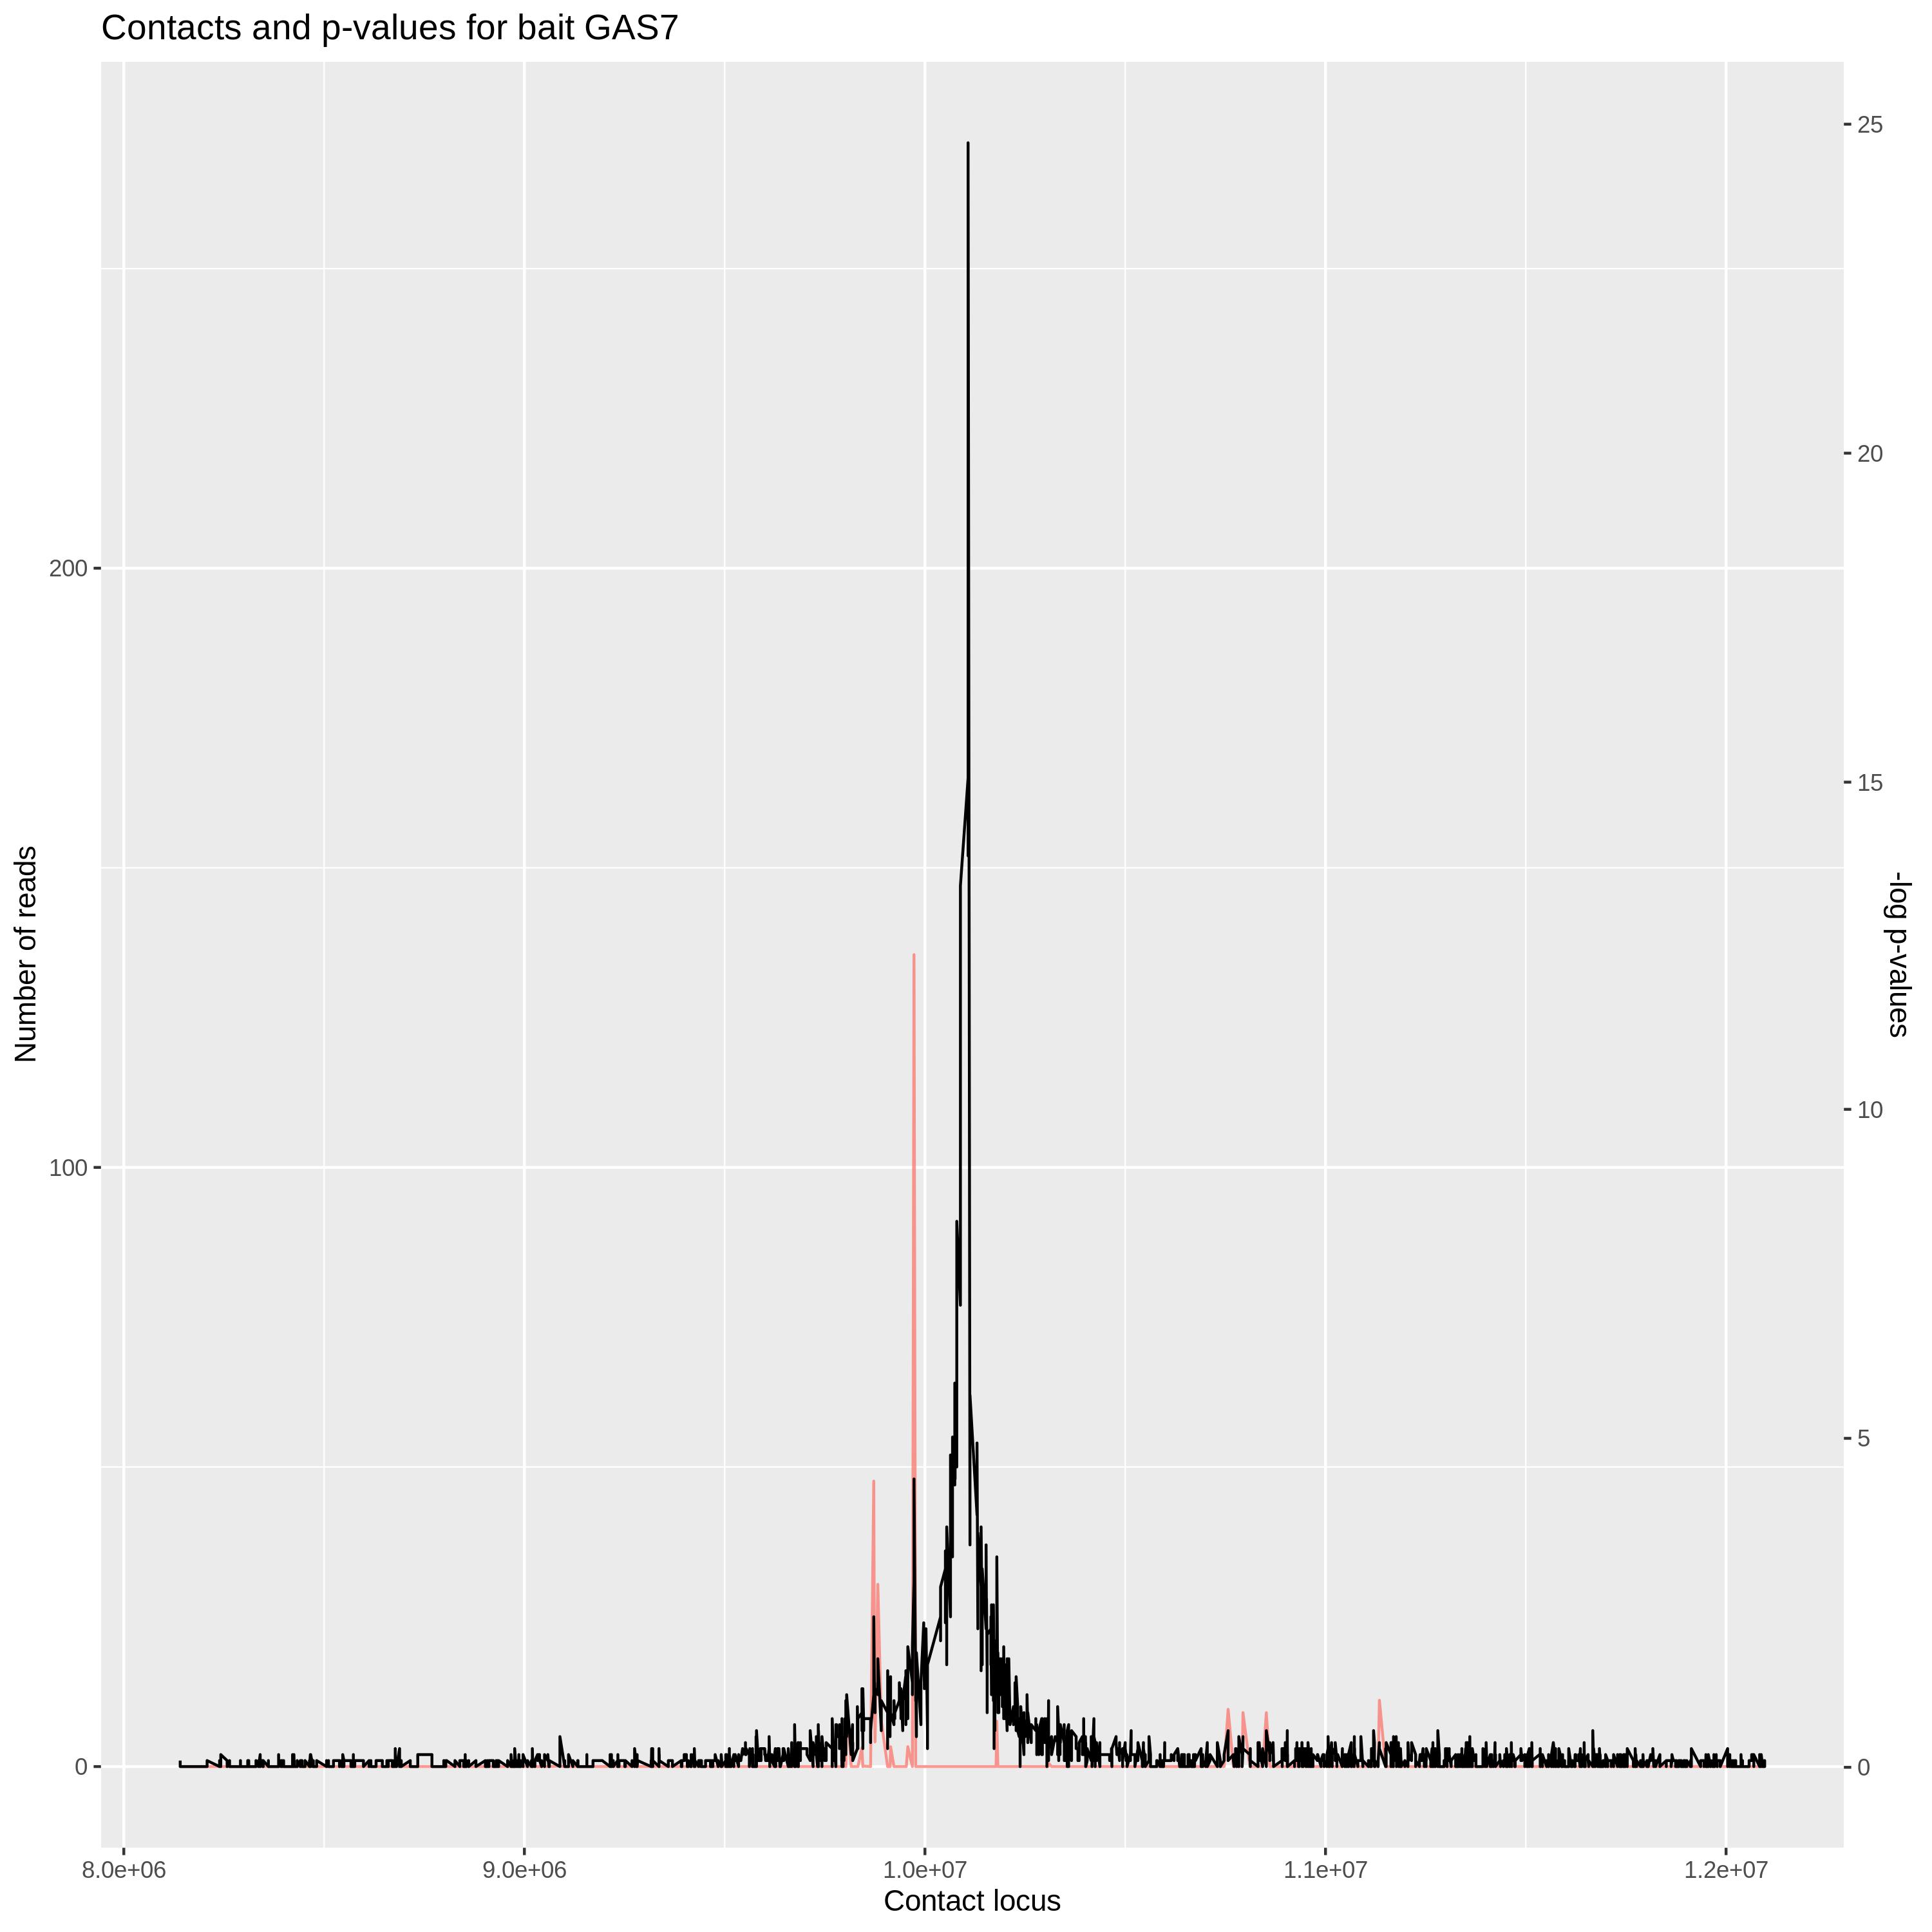 Contacts and p-values for bait GAS7
Number of reads
200
100
0
25
20
15
10
5
0
-log p-values
8.0e+06
9.0e+06
1.0e+07
1.1e+07
1.2e+07
Contact locus